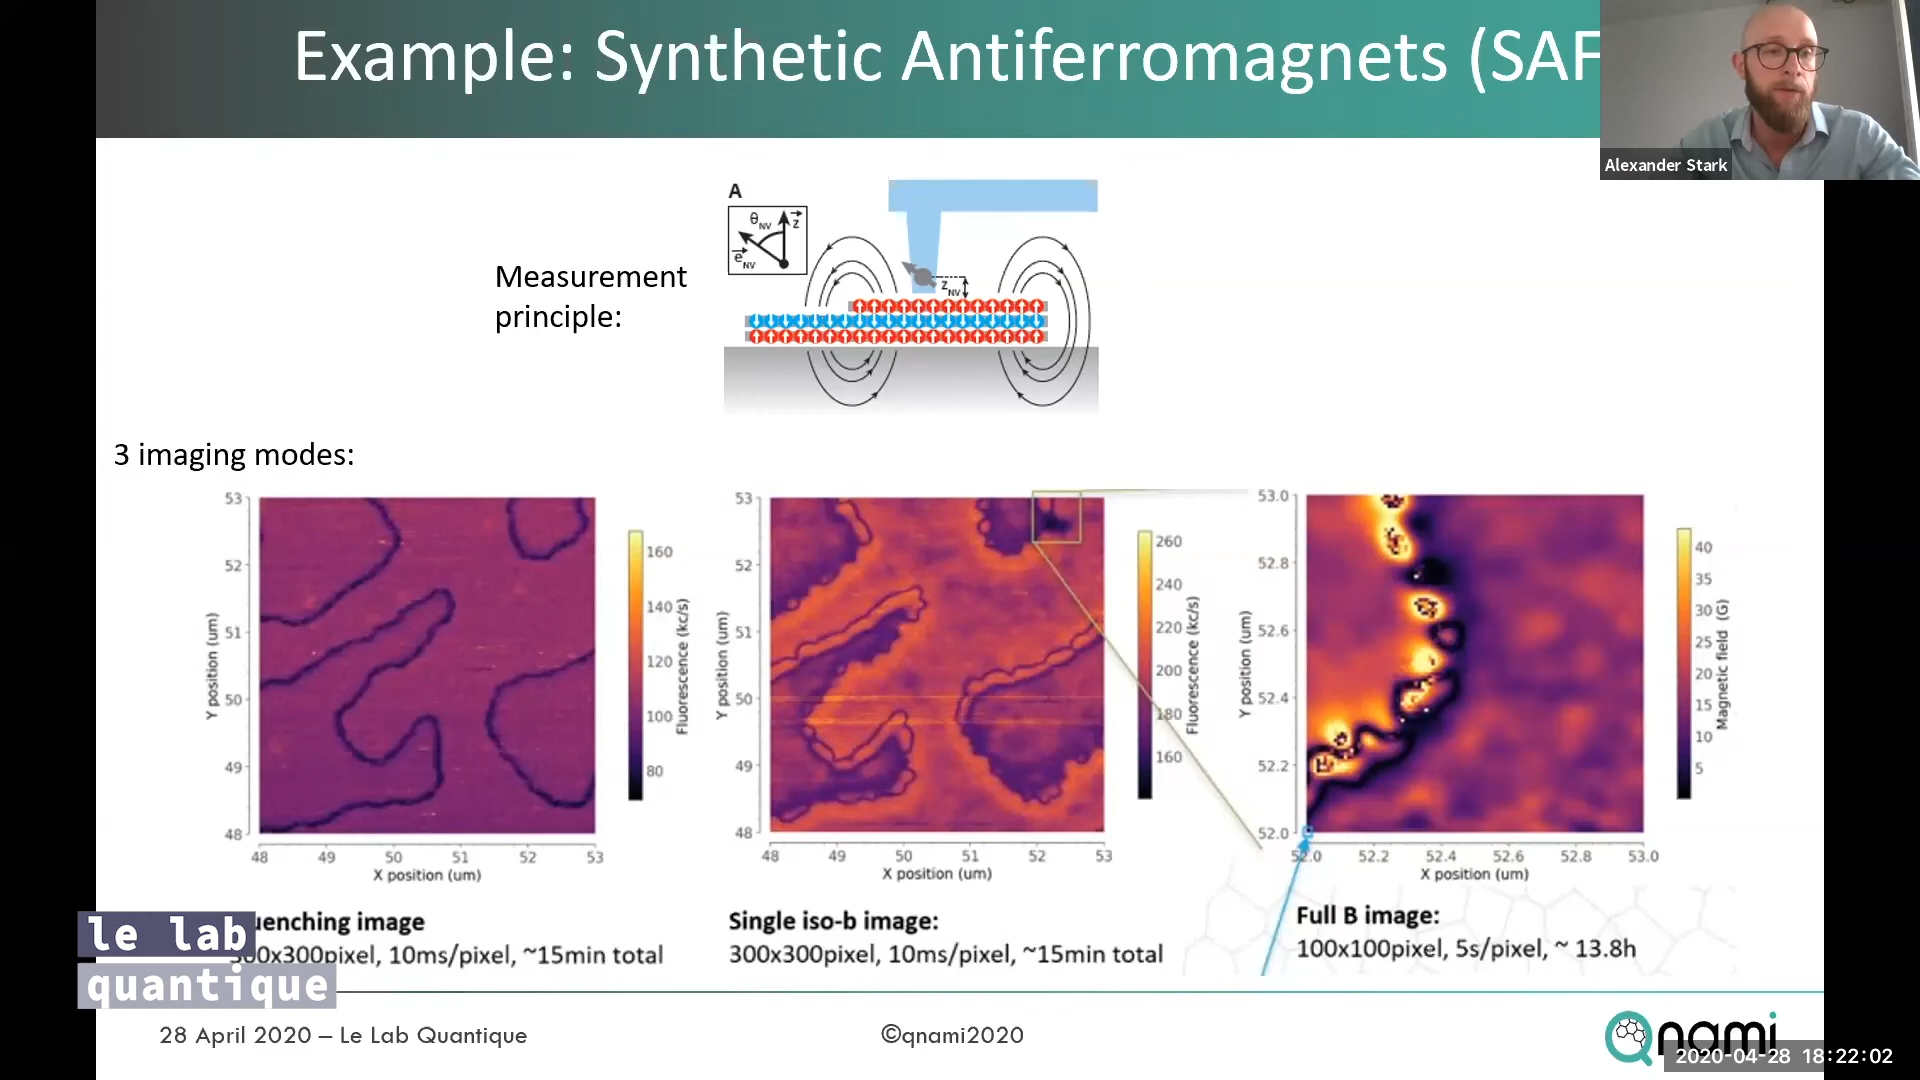 Example: Synthetic Antiferromagnets (SAF
Alexander Stark
A
θNV z
eNV
zNV
Measurement
principle:
3 imaging modes:
53
52
51
50
49
48
48 49 50 51 52 53
X position (um)
Y position (um)
160
140
120
100
80
Fluorescence (kc/s)
53
52
51
50
49
48
48 49 50 51 52 53
X position (um)
Y position (um)
260
240
220
200
180
160
Fluorescence (kc/s)
53.0
52.8
52.6
52.4
52.2
52.0
52.0 52.2 52.4 52.6 52.8 53.0
X position (um)
Y position (um)
40
35
30
25
20
15
10
5
Magnetic field (G)
uenching image
300x300pixel, 10ms/pixel, ~15min total
Single iso-b image:
300x300pixel, 10ms/pixel, ~15min total
Full B image:
100x100pixel, 5s/pixel, ~ 13.8h
le lab
quantique
28 April 2020 – Le Lab Quantique
©qnami2020
Qnami
2020-04-28 18:22:02